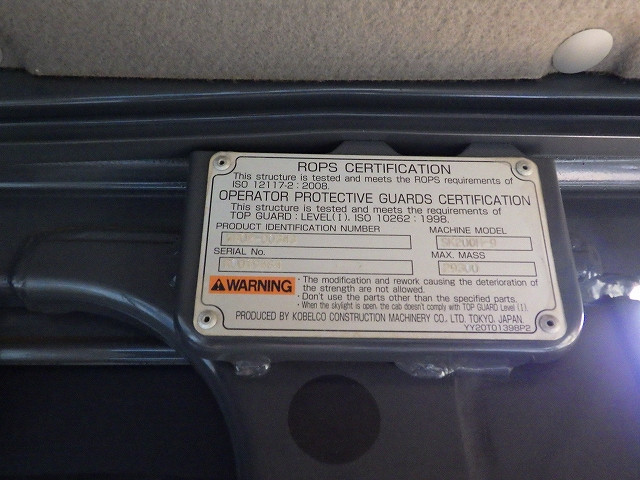 ROPS CERTIFICATION
This structure is tested and meets the ROPS requirements of
ISO 12117-2 : 2008.
OPERATOR PROTECTIVE GUARDS CERTIFICATION
This structure is tested and meets the requirements of
TOP GUARD : LEVEL(I). ISO 10262 : 1998.
PRODUCT IDENTIFICATION NUMBER
MACHINE MODEL
SERIAL No.
MAX. MASS
WARNING
· The modification and rework causing the deterioration of
the strength are not allowed.
· Don't use the parts other than the specified parts.
· When the skylight is open, the cab doesn't comply with TOP GUARD Level (I).
PRODUCED BY KOBELCO CONSTRUCTION MACHINERY CO., LTD. TOKYO, JAPAN.
YY20T01398P2